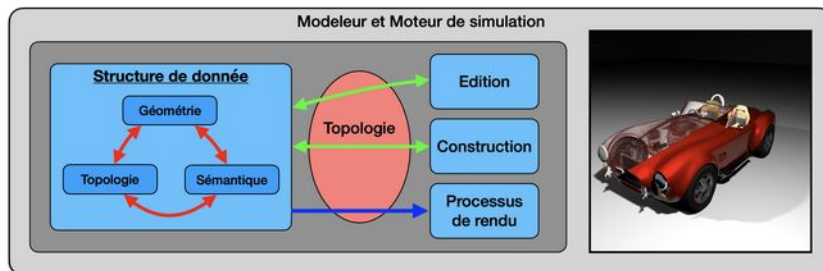 Modeleur et Moteur de simulation
Structure de donnée
Géométrie
Topologie
Sémantique
Topologie
Edition
Construction
Processus
de rendu